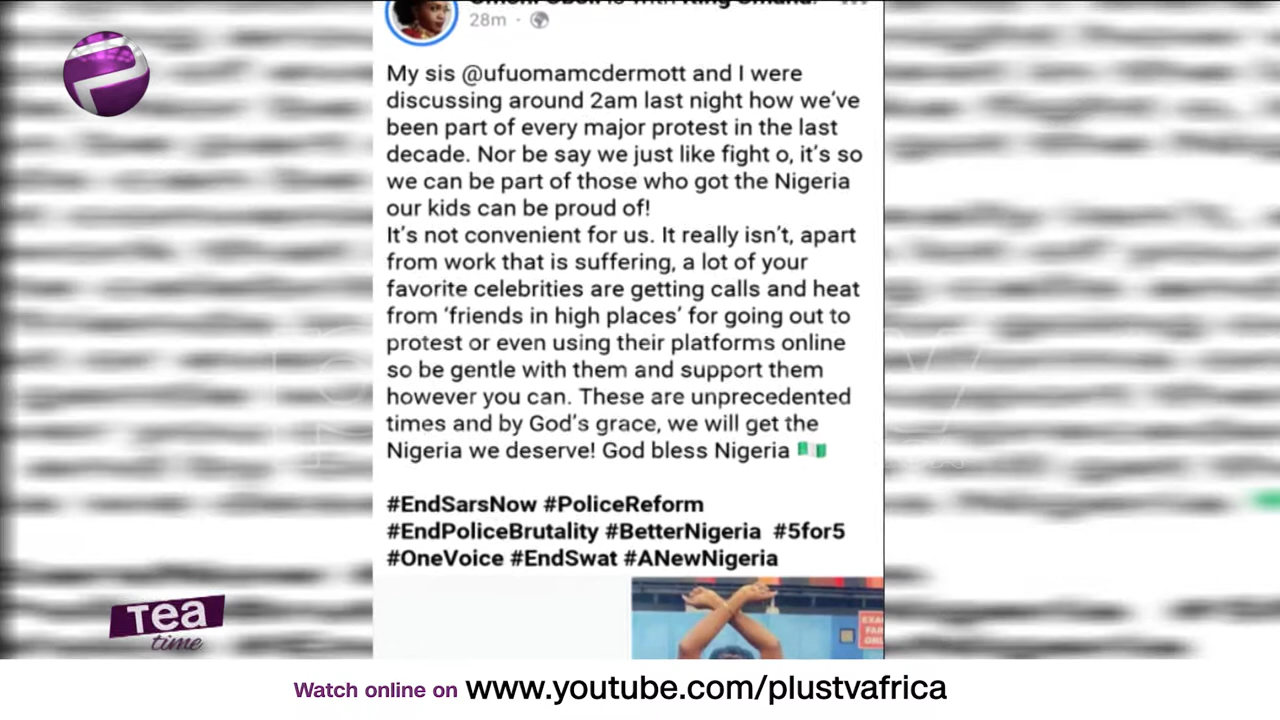 28m
My sis @ufuomamcdermott and I were
discussing around 2am last night how we've
been part of every major protest in the last
decade. Nor be say we just like fight o, it's so
we can be part of those who got the Nigeria
our kids can be proud of!
It's not convenient for us. It really isn't, apart
from work that is suffering, a lot of your
favorite celebrities are getting calls and heat
from 'friends in high places' for going out to
protest or even using their platforms online
so be gentle with them and support them
however you can. These are unprecedented
times and by God's grace, we will get the
Nigeria we deserve! God bless Nigeria 🇳🇬
#EndSarsNow #PoliceReform
#EndPoliceBrutality #BetterNigeria #5for5
#OneVoice #EndSwat #ANewNigeria
Tea
time
Watch online on www.youtube.com/plustvafrica